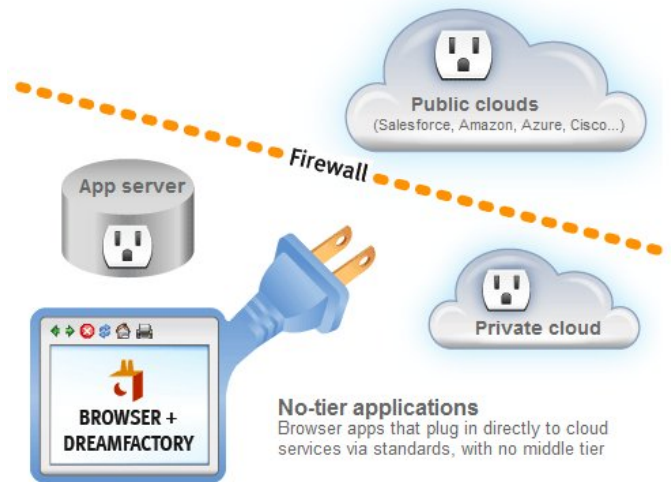 Public clouds
(Salesforce, Amazon, Azure, Cisco...)
Firewall
App server
Private cloud
BROWSER +
DREAMFACTORY
No-tier applications
Browser apps that plug in directly to cloud
services via standards, with no middle tier